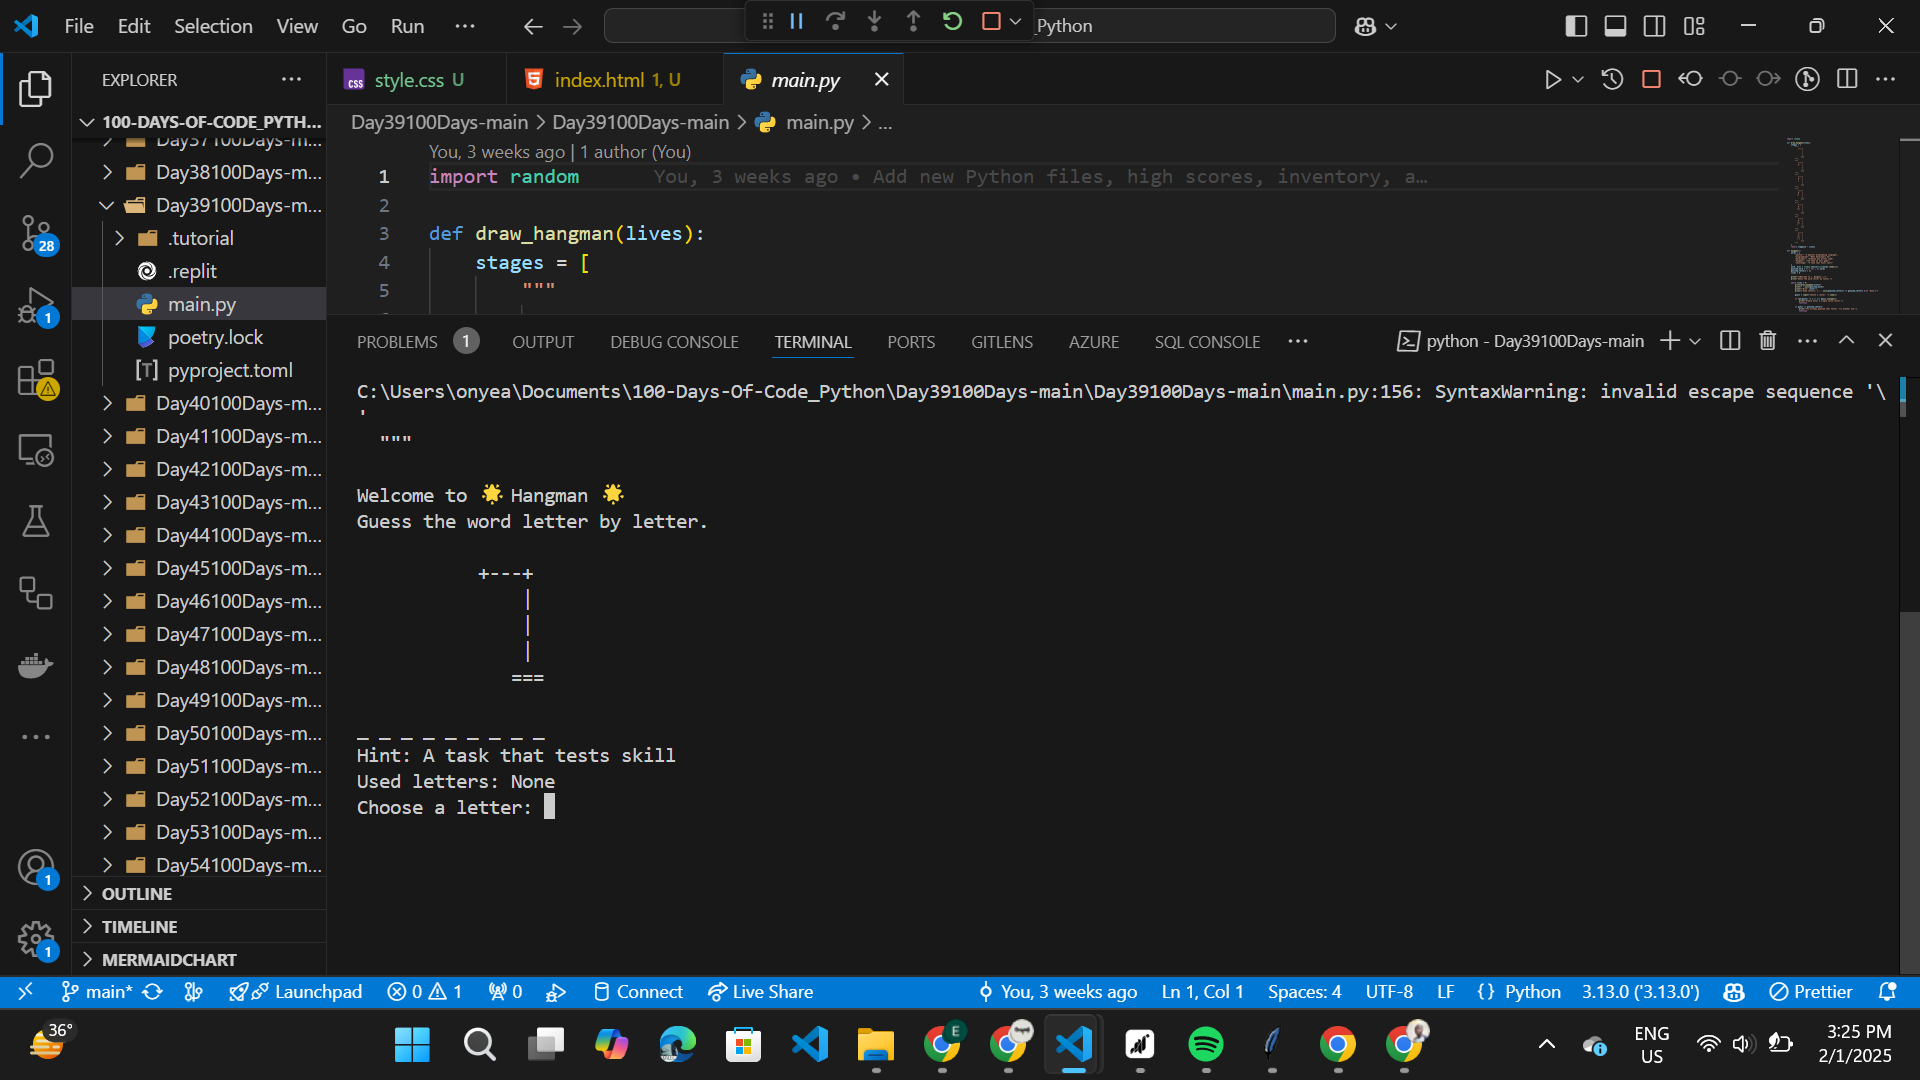 File Edit Selection View Go Run ···
_Python
EXPLORER ···
100-DAYS-OF-CODE_PYTH...
Day37100Days-m...
Day38100Days-m...
Day39100Days-m...
.tutorial
.replit
main.py
poetry.lock
pyproject.toml
Day40100Days-m...
Day41100Days-m...
Day42100Days-m...
Day43100Days-m...
Day44100Days-m...
Day45100Days-m...
Day46100Days-m...
Day47100Days-m...
Day48100Days-m...
Day49100Days-m...
Day50100Days-m...
Day51100Days-m...
Day52100Days-m...
Day53100Days-m...
Day54100Days-m...
OUTLINE
TIMELINE
MERMAIDCHART
28
1
1
1
style.css U
index.html 1, U
main.py
Day39100Days-main > Day39100Days-main > main.py > ...
You, 3 weeks ago | 1 author (You)
1 import random You, 3 weeks ago • Add new Python files, high scores, inventory, a…
2
3 def draw_hangman(lives):
4 stages = [
5 """
PROBLEMS 1 OUTPUT DEBUG CONSOLE TERMINAL PORTS GITLENS AZURE SQL CONSOLE ···
python - Day39100Days-main
C:\Users\onyea\Documents\100-Days-Of-Code_Python\Day39100Days-main\Day39100Days-main\main.py:156: SyntaxWarning: invalid escape sequence '\
'
"""
Welcome to 🌟 Hangman 🌟
Guess the word letter by letter.
+---+
|
|
|
===
_ _ _ _ _ _ _ _ _
Hint: A task that tests skill
Used letters: None
Choose a letter:
main* Launchpad 0 1 0 Connect Live Share You, 3 weeks ago Ln 1, Col 1 Spaces: 4 UTF-8 LF {} Python 3.13.0 ('3.13.0') Prettier
36°
E
ENG
US
3:25 PM
2/1/2025